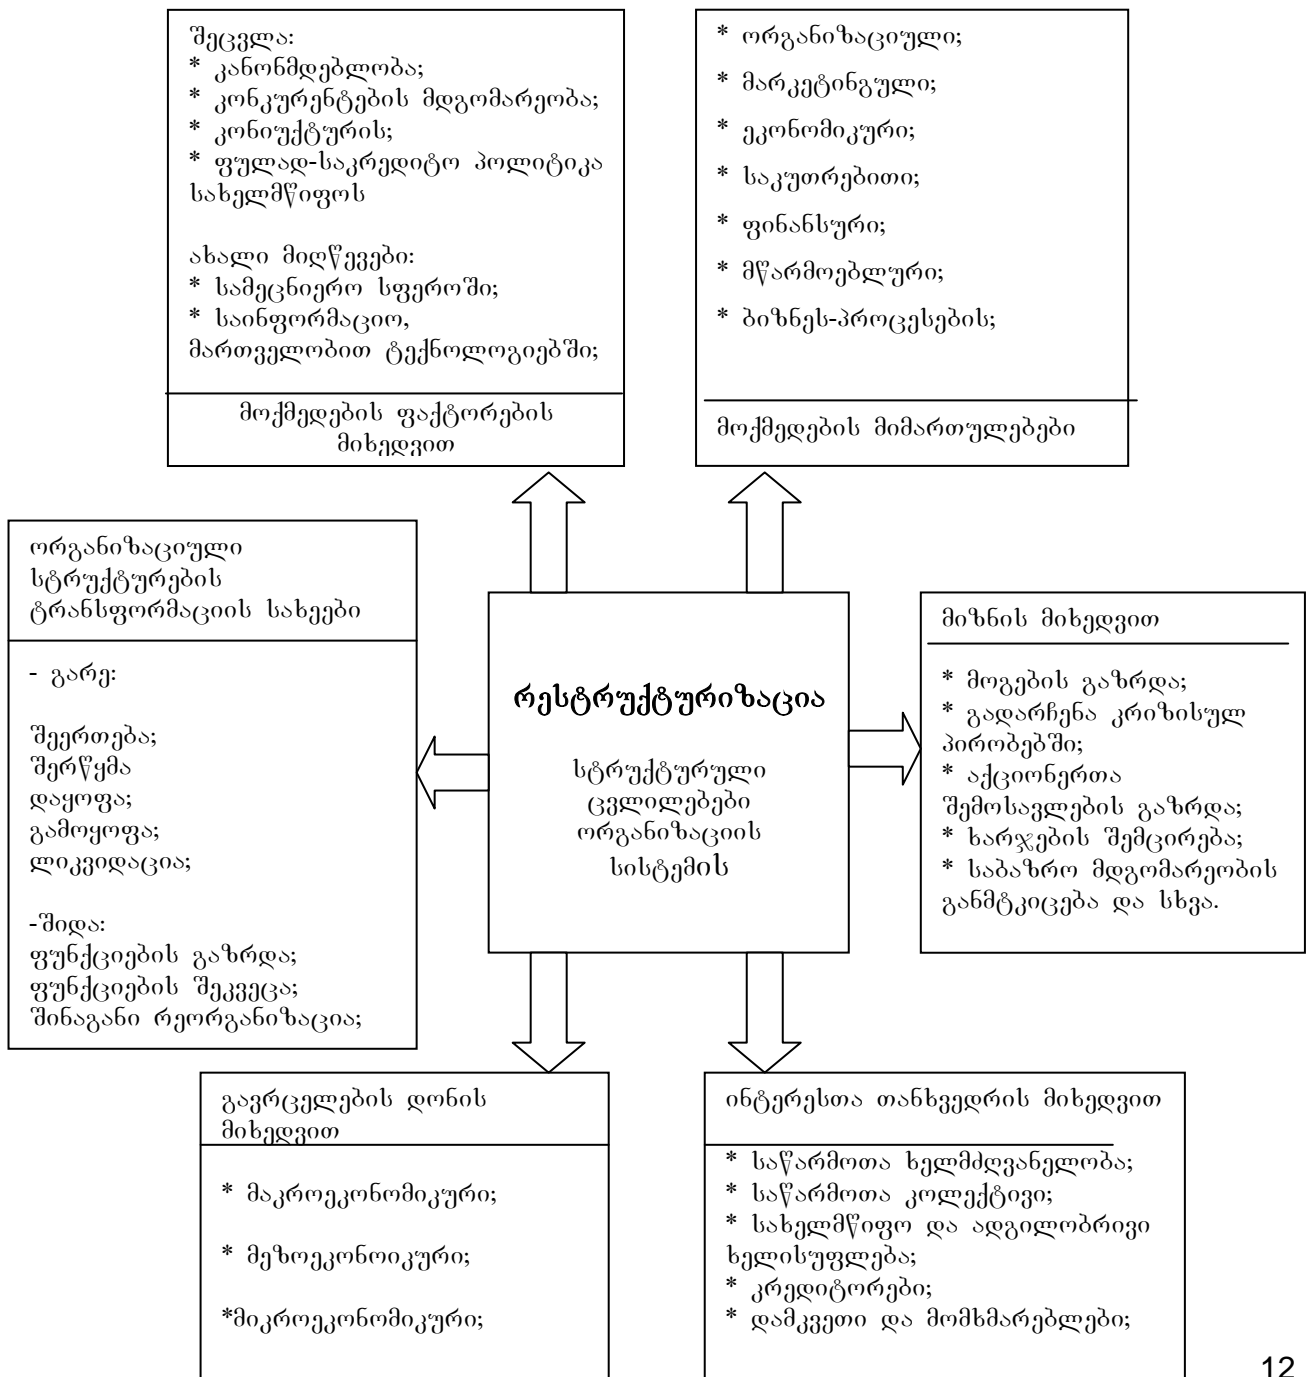 შეცვლა:
* კანონმდებლობა;
* კონკურენტების მდგომარეობა;
* კონიუქტურის;
* ფულად-საკრედიტო პოლიტიკა
სახელმწიფოს
ახალი მიღწევები:
* სამეცნიერო სფეროში;
* საინფორმაციო,
მართველობით ტექნოლოგიებში;
მოქმედების ფაქტორების
მიხედვით
* ორგანიზაციული;
* მარკეტინგული;
* ეკონომიკური;
* საკუთრებითი;
* ფინანსური;
* მწარმოებლური;
* ბიზნეს-პროცესების;
მოქმედების მიმართულებები
ორგანიზაციული
სტრუქტურების
ტრანსფორმაციის სახეები
- გარე:
შეერთება;
შერწყმა
დაყოფა;
გამოყოფა;
ლიკვიდაცია;
-შიდა:
ფუნქციების გაზრდა;
ფუნქციების შეკვეცა;
შინაგანი რეორგანიზაცია;
რესტრუქტურიზაცია
სტრუქტურული
ცვლილებები
ორგანიზაციის
სისტემის
მიზნის მიხედვით
* მოგების გაზრდა;
* გადარჩენა კრიზისულ
პირობებში;
* აქციონერთა
შემოსავლების გაზრდა;
* ხარჯების შემცირება;
* საბაზრო მდგომარეობის
განმტკიცება და სხვა.
გავრცელების დონის
მიხედვით
* მაკროეკონომიკური;
* მეზოეკონოიკური;
*მიკროეკონომიკური;
ინტერესთა თანხვედრის მიხედვით
* საწარმოთა ხელმძღვანელობა;
* საწარმოთა კოლექტივი;
* სახელმწიფო და ადგილობრივი
ხელისუფლება;
* კრედიტორები;
* დამკვეთი და მომხმარებლები;
12